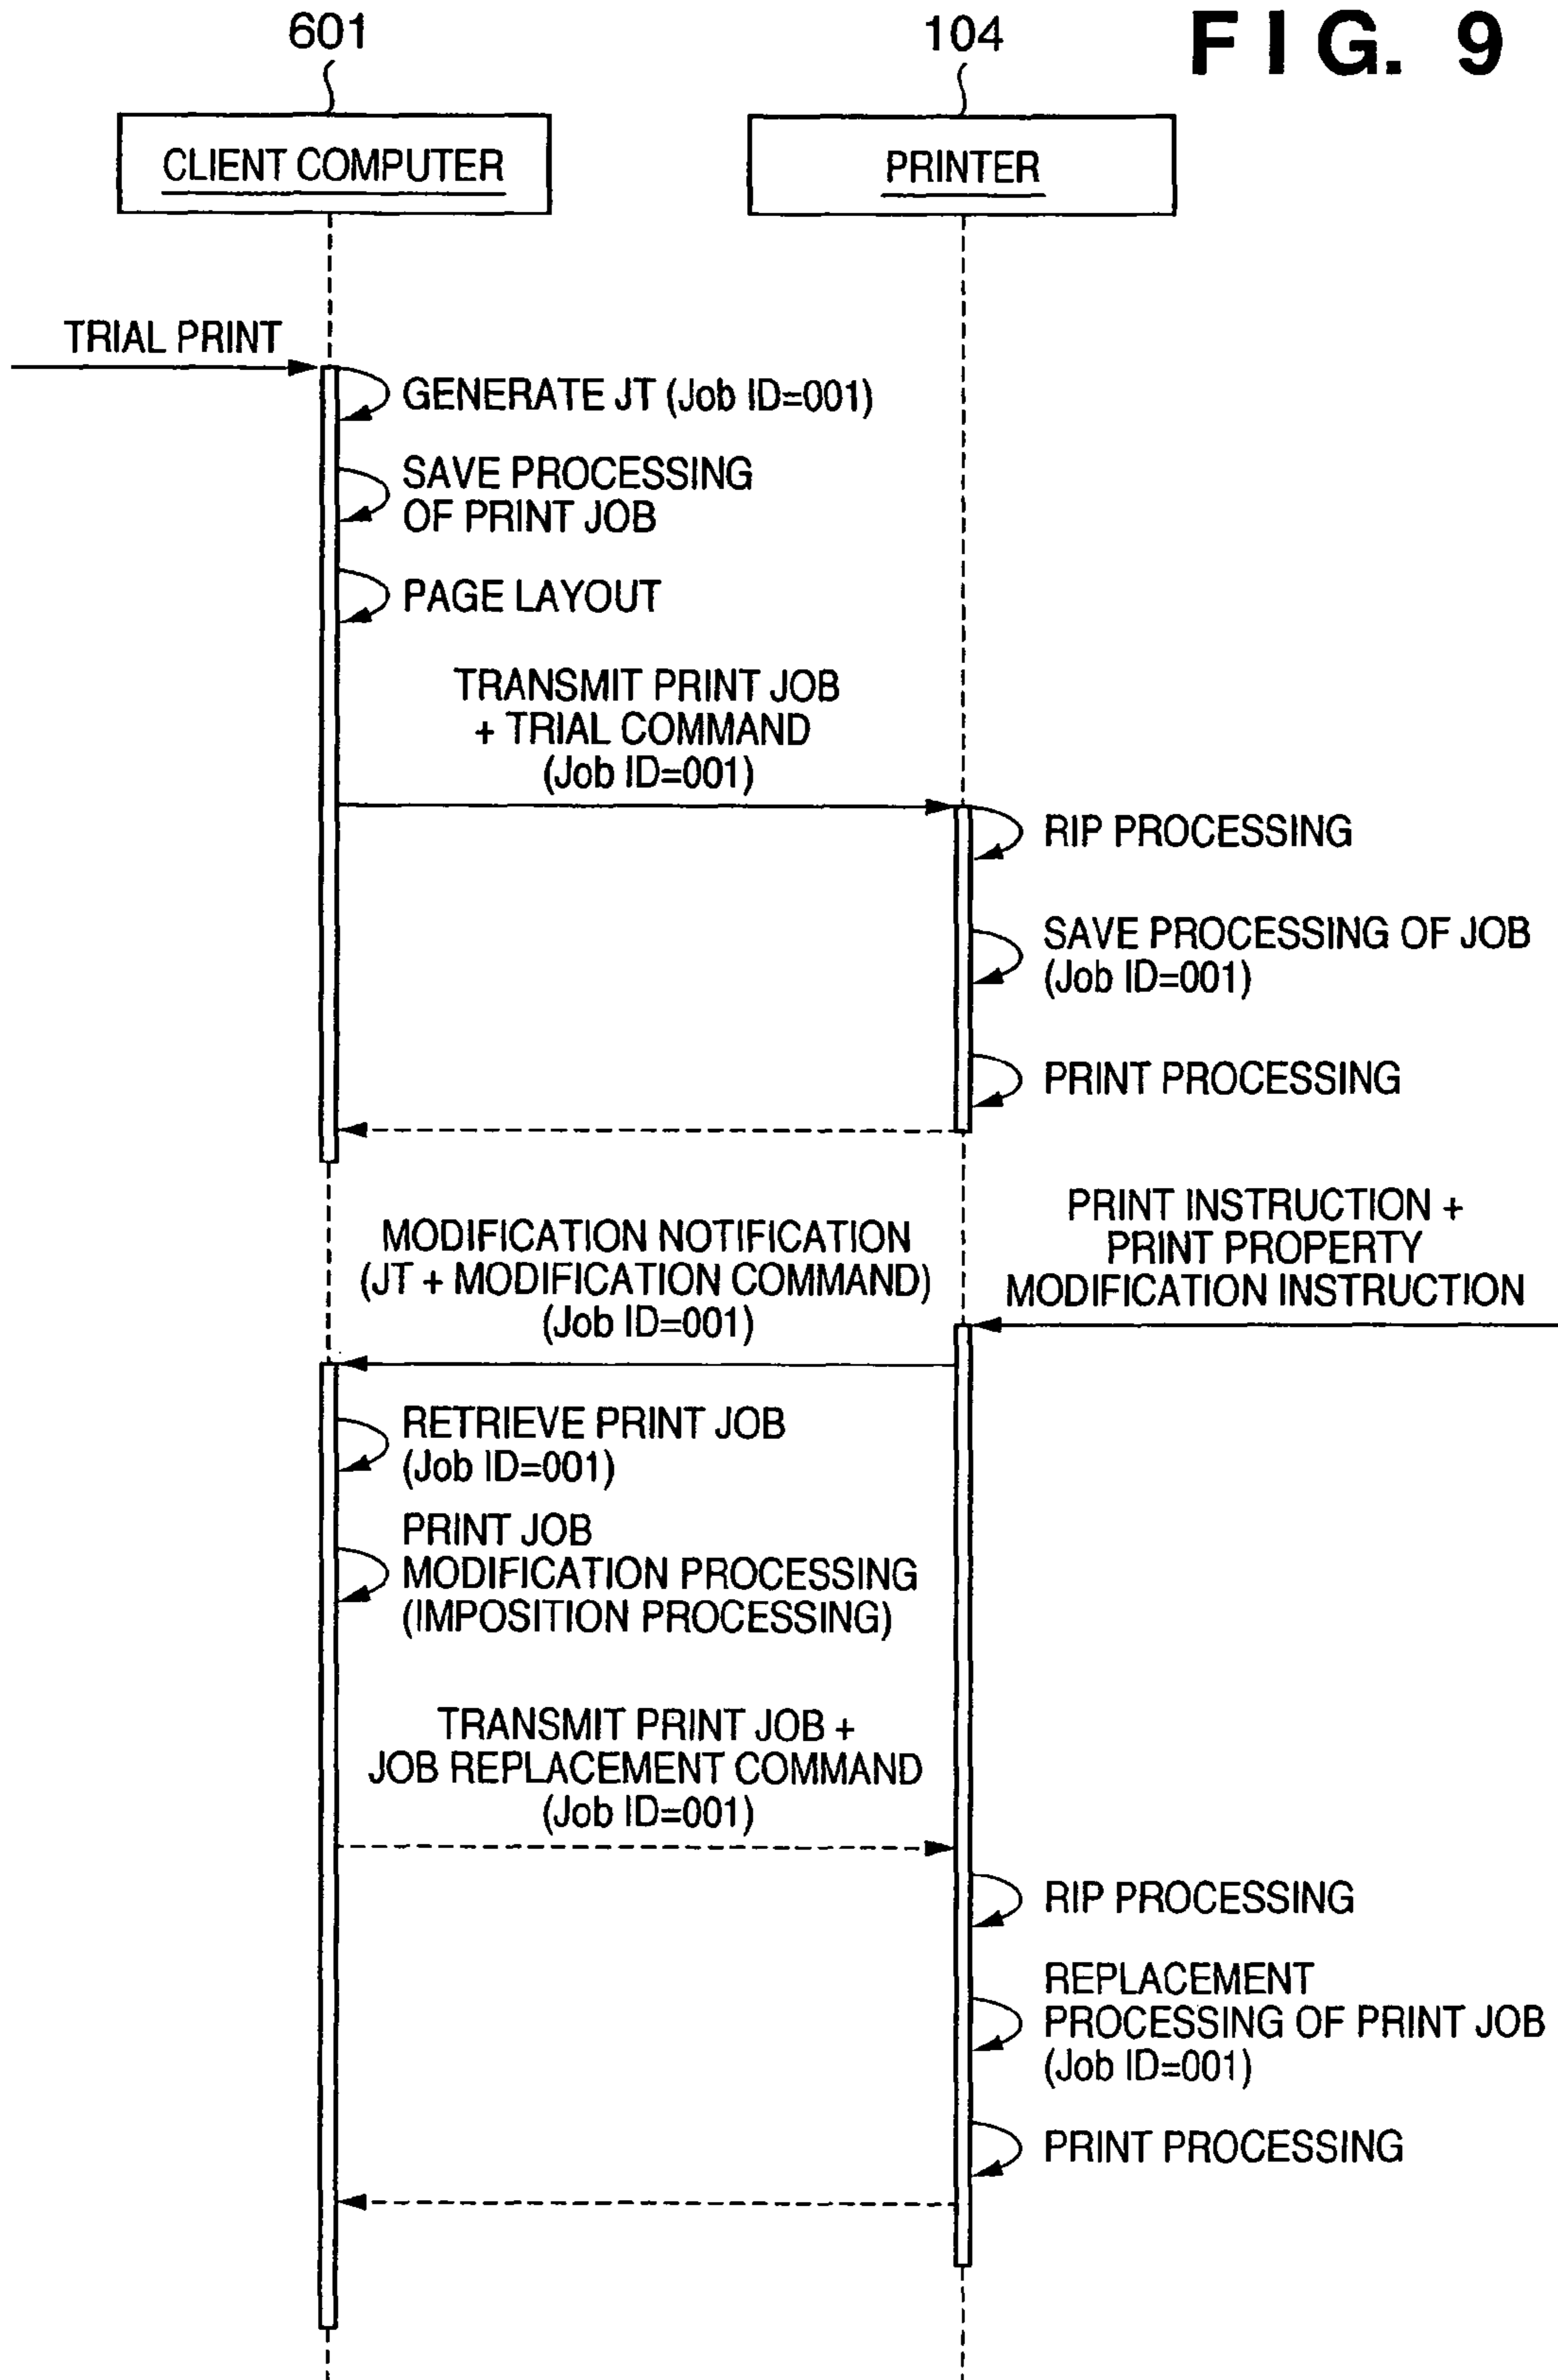 FIG. 9
601
104
CLIENT COMPUTER
PRINTER
TRIAL PRINT
GENERATE JT (Job ID=001)
SAVE PROCESSING
OF PRINT JOB
PAGE LAYOUT
TRANSMIT PRINT JOB
+ TRIAL COMMAND
(Job ID=001)
RIP PROCESSING
SAVE PROCESSING OF JOB
(Job ID=001)
PRINT PROCESSING
PRINT INSTRUCTION +
PRINT PROPERTY
MODIFICATION INSTRUCTION
MODIFICATION NOTIFICATION
(JT + MODIFICATION COMMAND)
(Job ID=001)
RETRIEVE PRINT JOB
(Job ID=001)
PRINT JOB
MODIFICATION PROCESSING
(IMPOSITION PROCESSING)
TRANSMIT PRINT JOB +
JOB REPLACEMENT COMMAND
(Job ID=001)
RIP PROCESSING
REPLACEMENT
PROCESSING OF PRINT JOB
(Job ID=001)
PRINT PROCESSING